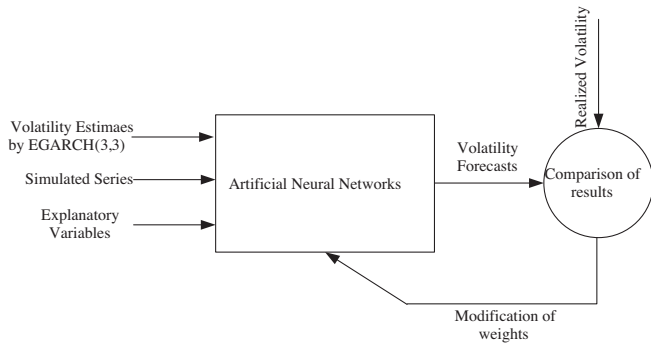 Realized Volatility
Volatility Estimaes
by EGARCH(3,3)
Simulated Series
Explanatory
Variables
Artificial Neural Networks
Volatility
Forecasts
Comparison of
results
Modification of
weights